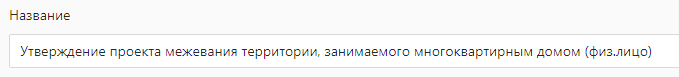 Название
Утверждение проекта межевания территории, занимаемого многоквартирным домом (физ.лицо)